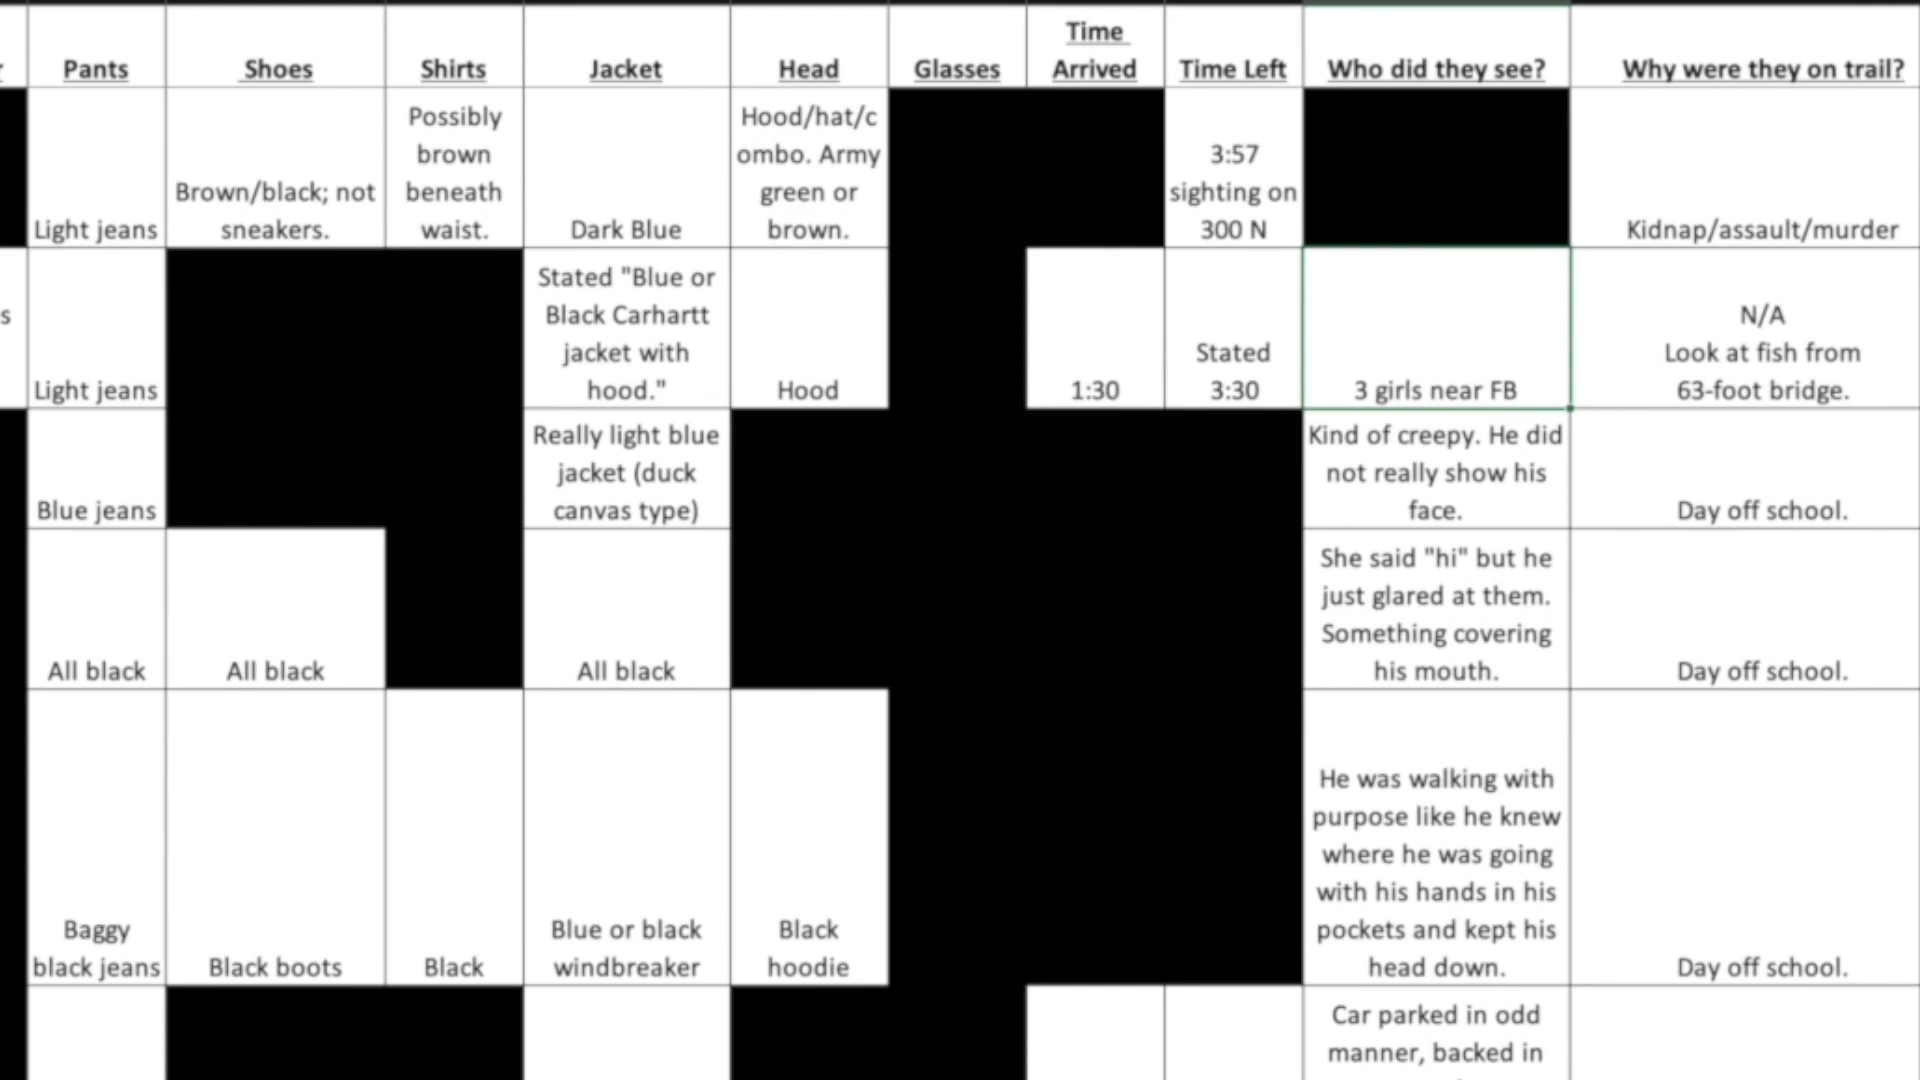 Pants Shoes Shirts Jacket Head Glasses Time Arrived Time Left Who did they see? Why were they on trail?
Light jeans
Brown/black; not
sneakers.
Possibly
brown
beneath
waist.
Dark Blue
Hood/hat/c
ombo. Army
green or
brown.
3:57
sighting on
300 N
Kidnap/assault/murder
s
Light jeans
Stated "Blue or
Black Carhartt
jacket with
hood."
Hood
1:30
Stated
3:30
3 girls near FB
N/A
Look at fish from
63-foot bridge.
Blue jeans
Really light blue
jacket (duck
canvas type)
Kind of creepy. He did
not really show his
face.
Day off school.
All black
All black
All black
She said "hi" but he
just glared at them.
Something covering
his mouth.
Day off school.
Baggy
black jeans
Black boots
Black
Blue or black
windbreaker
Black
hoodie
He was walking with
purpose like he knew
where he was going
with his hands in his
pockets and kept his
head down.
Day off school.
Car parked in odd
manner, backed in